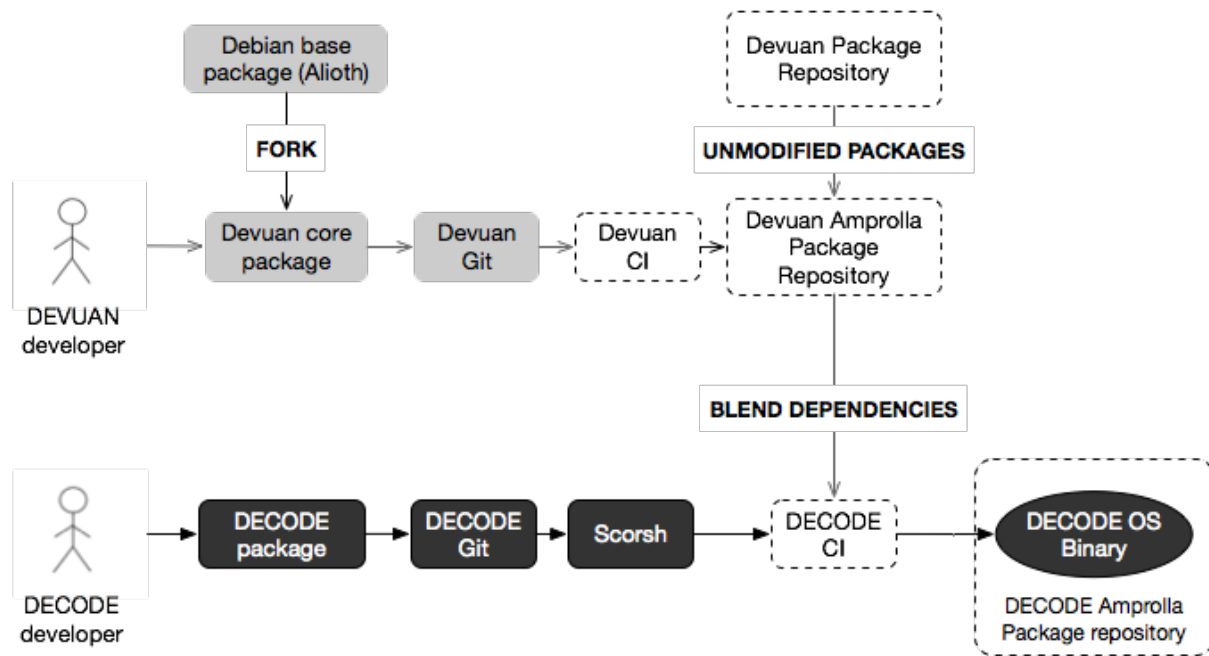 Debian base
package (Alioth)
Devuan Package
Repository
FORK
UNMODIFIED PACKAGES
Devuan core
package
Devuan
Git
Devuan
CI
Devuan Amprolla
Package
Repository
DEVUAN
developer
BLEND DEPENDENCIES
DECODE
package
DECODE
Git
Scorsh
DECODE
CI
DECODE OS
Binary
DECODE
developer
DECODE Amprolla
Package repository